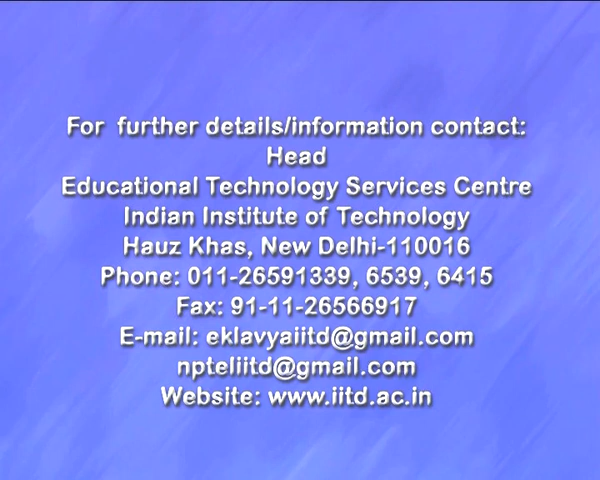 For further details/information contact:
Head
Educational Technology Services Centre
Indian Institute of Technology
Hauz Khas, New Delhi-110016
Phone: 011-26591339, 6539, 6415
Fax: 91-11-26566917
E-mail: eklavyaiitd@gmail.com
npteliitd@gmail.com
Website: www.iitd.ac.in